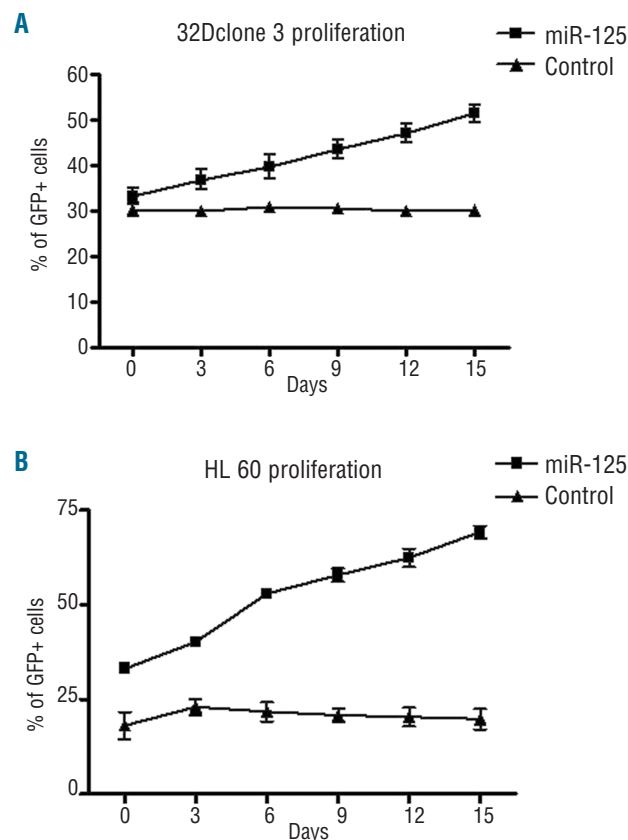 A
32Dclone 3 proliferation
miR-125
Control
% of GFP+ cells
60
50
40
30
20
10
0
0 3 6 9 12 15
Days
B
HL 60 proliferation
miR-125
Control
% of GFP+ cells
75
50
25
0
0 3 6 9 12 15
Days